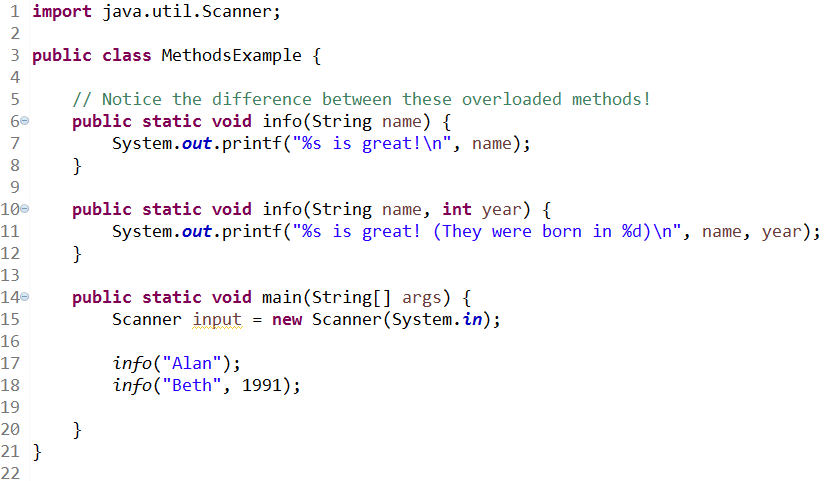 1 import java.util.Scanner;
2
3 public class MethodsExample {
4
5     // Notice the difference between these overloaded methods!
6     public static void info(String name) {
7         System.out.printf("%s is great!\n", name);
8     }
9
10     public static void info(String name, int year) {
11         System.out.printf("%s is great! (They were born in %d)\n", name, year);
12     }
13
14     public static void main(String[] args) {
15         Scanner input = new Scanner(System.in);
16
17         info("Alan");
18         info("Beth", 1991);
19
20     }
21 }
22